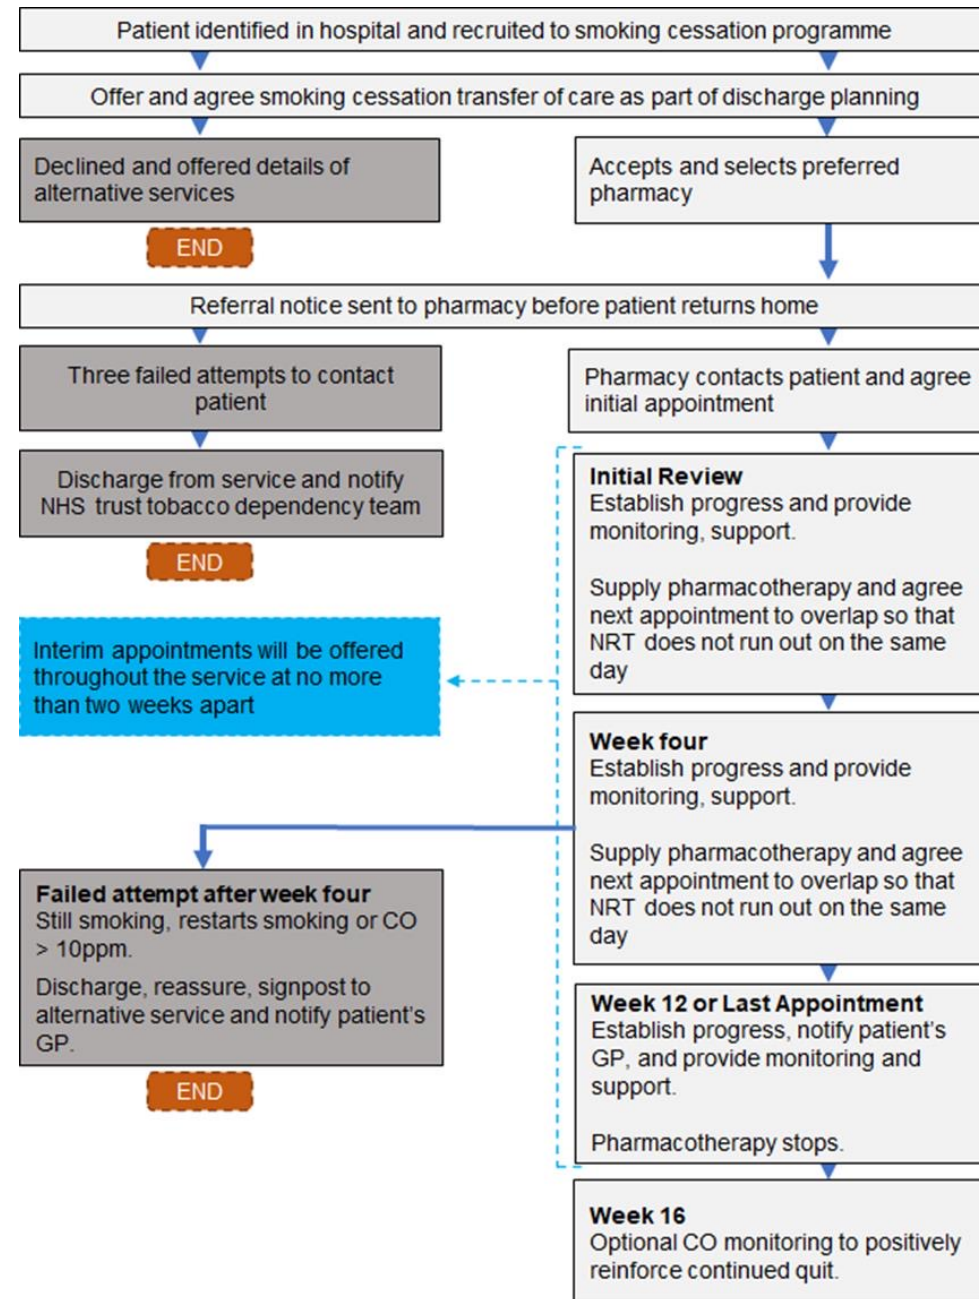 Patient identified in hospital and recruited to smoking cessation programme
Offer and agree smoking cessation transfer of care as part of discharge planning
Declined and offered details of
alternative services
END
Accepts and selects preferred
pharmacy
Referral notice sent to pharmacy before patient returns home
Three failed attempts to contact
patient
Discharge from service and notify
NHS trust tobacco dependency team
END
Pharmacy contacts patient and agree
initial appointment
Initial Review
Establish progress and provide
monitoring, support.
Supply pharmacotherapy and agree
next appointment to overlap so that
NRT does not run out on the same
day
Interim appointments will be offered
throughout the service at no more
than two weeks apart
Week four
Establish progress and provide
monitoring, support.
Supply pharmacotherapy and agree
next appointment to overlap so that
NRT does not run out on the same
day
Failed attempt after week four
Still smoking, restarts smoking or CO
> 10ppm.
Discharge, reassure, signpost to
alternative service and notify patient's
GP.
END
Week 12 or Last Appointment
Establish progress, notify patient's
GP, and provide monitoring and
support.
Pharmacotherapy stops.
Week 16
Optional CO monitoring to positively
reinforce continued quit.